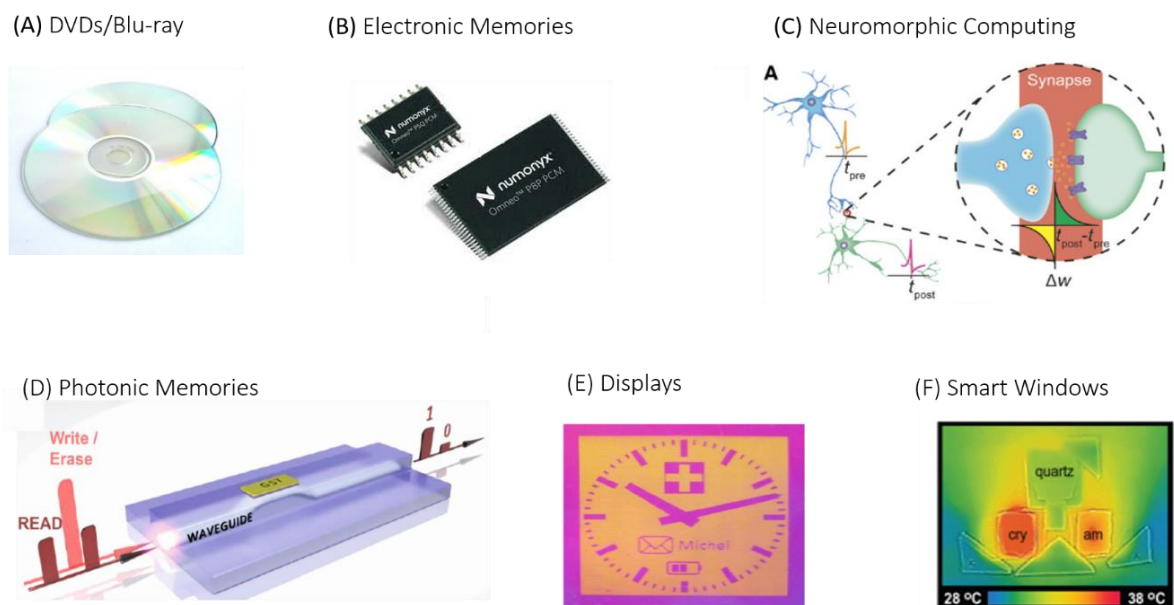 (A) DVDs/Blu-ray
(B) Electronic Memories
(C) Neuromorphic Computing
numonyx
Omneo™ P5Q PCM
numonyx
Omneo™ P8P PCM
A
Synapse
t pre
t post - t pre
Δw
t post
(D) Photonic Memories
(E) Displays
(F) Smart Windows
Write /
Erase
READ
WAVEGUIDE
GST
1
0
Michel
quartz
cry
am
28 ºC
38 ºC